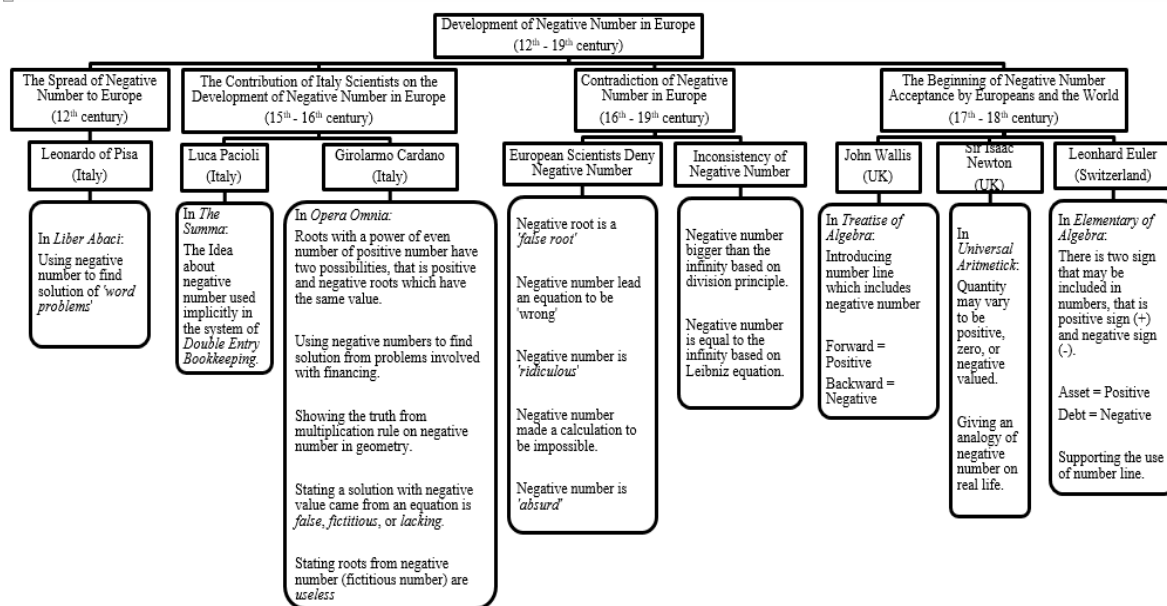 Development of Negative Number in Europe
(12th - 19th century)
The Spread of Negative
Number to Europe
(12th century)
The Contribution of Italy Scientists on the
Development of Negative Number in Europe
(15th - 16th century)
Contradiction of Negative
Number in Europe
(16th - 19th century)
The Beginning of Negative Number
Acceptance by Europeans and the World
(17th - 18th century)
Leonardo of Pisa
(Italy)
Luca Pacioli
(Italy)
Girolarmo Cardano
(Italy)
European Scientists Deny
Negative Number
Inconsistency of
Negative Number
John Wallis
(UK)
Sir Isaac
Newton
(UK)
Leonhard Euler
(Switzerland)
In Liber Abaci:
Using negative
number to find
solution of 'word
problems'
In The
Summa:
The Idea
about
negative
number used
implicitly in
the system of
Double Entry
Bookkeeping.
In Opera Omnia:
Roots with a power of even
number of positive number have
two possibilities, that is positive
and negative roots which have
the same value.
Using negative numbers to find
solution from problems involved
with financing.
Showing the truth from
multiplication rule on negative
number in geometry.
Stating a solution with negative
value came from an equation is
false, fictitious, or lacking.
Stating roots from negative
number (fictitious number) are
useless
Negative root is a
'false root'
Negative number lead
an equation to be
'wrong'
Negative number is
'ridiculous'
Negative number
made a calculation to
be impossible.
Negative number is
'absurd"
Negative number
bigger than the
infinity based on
division principle.
Negative number
is equal to the
infinity based on
Leibniz equation.
In Treatise of
Algebra:
Introducing
number line
which includes
negative number
Forward =
Positive
Backward =
Negative
In
Universal
Aritmetick:
Quantity
may vary
to be
positive,
zero, or
negative
valued.
Giving an
analogy of
negative
number on
real life.
In Elementary of
Algebra:
There is two sign
that may be
included in
numbers, that is
positive sign (+)
and negative sign
(-).
Asset = Positive
Debt = Negative
Supporting the use
of number line.